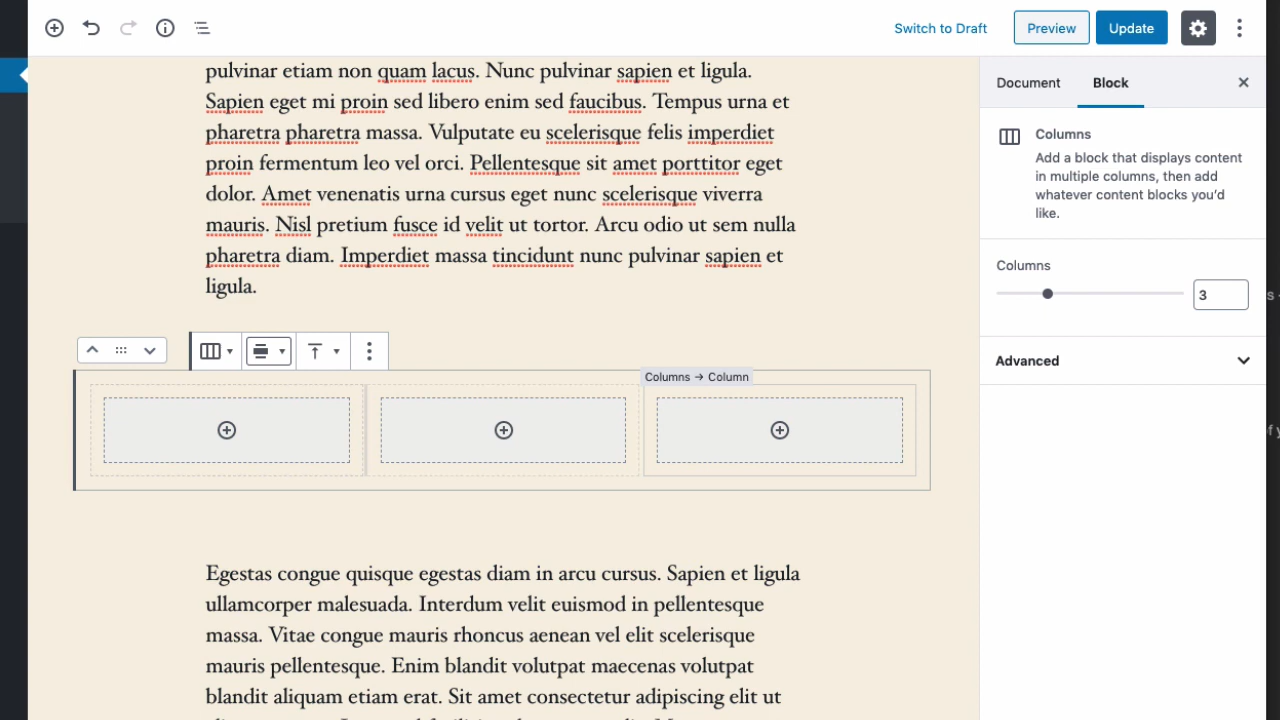 Switch to Draft
Preview
Update
pulvinar etiam non quam lacus. Nunc pulvinar sapien et ligula.
Sapien eget mi proin sed libero enim sed faucibus. Tempus urna et
pharetra pharetra massa. Vulputate eu scelerisque felis imperdiet
proin fermentum leo vel orci. Pellentesque sit amet porttitor eget
dolor. Amet venenatis urna cursus eget nunc scelerisque viverra
mauris. Nisl pretium fusce id velit ut tortor. Arcu odio ut sem nulla
pharetra diam. Imperdiet massa tincidunt nunc pulvinar sapien et
ligula.
Columns → Column
Egestas congue quisque egestas diam in arcu cursus. Sapien et ligula
ullamcorper malesuada. Interdum velit euismod in pellentesque
massa. Vitae congue mauris rhoncus aenean vel elit scelerisque
mauris pellentesque. Enim blandit volutpat maecenas volutpat
blandit aliquam etiam erat. Sit amet consectetur adipiscing elit ut
Document
Block
Columns
Add a block that displays content
in multiple columns, then add
whatever content blocks you'd
like.
Columns
3
Advanced